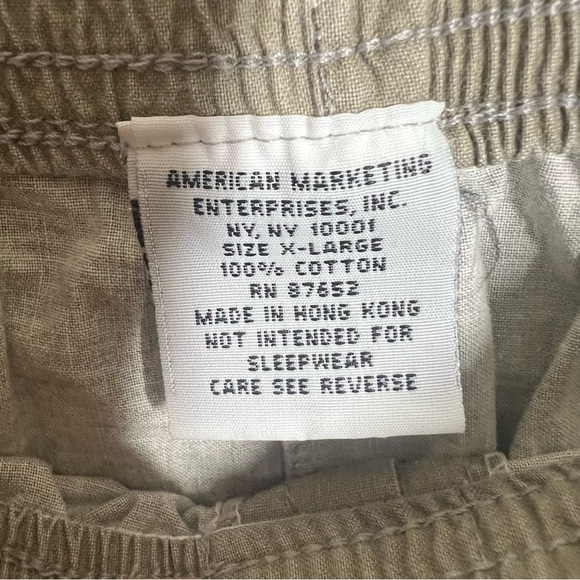 AMERICAN MARKETING
ENTERPRISES, INC.
NY, NY 10001
SIZE X-LARGE
100% COTTON
RN 87652
MADE IN HONG KONG
NOT INTENDED FOR
SLEEPWEAR
CARE SEE REVERSE